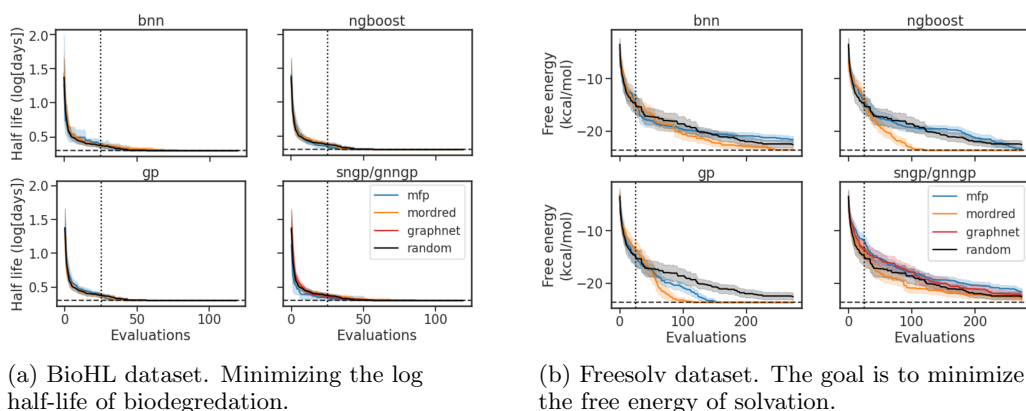 bnn
ngboost
Half life (log[days])
2.0
1.5
1.0
0.5
gp
sngp/gnngp
Half life (log[days])
2.0
1.5
1.0
0.5
mfp
mordred
graphnet
random
0
100
0
100
Evaluations
Evaluations
(a) BioHL dataset. Minimizing the log
half-life of biodegredation.
bnn
ngboost
Free energy
(kcal/mol)
−10
−20
gp
sngp/gnngp
Free energy
(kcal/mol)
−10
−20
mfp
mordred
graphnet
random
0
100
200
0
100
200
Evaluations
Evaluations
(b) Freesolv dataset. The goal is to minimize
the free energy of solvation.